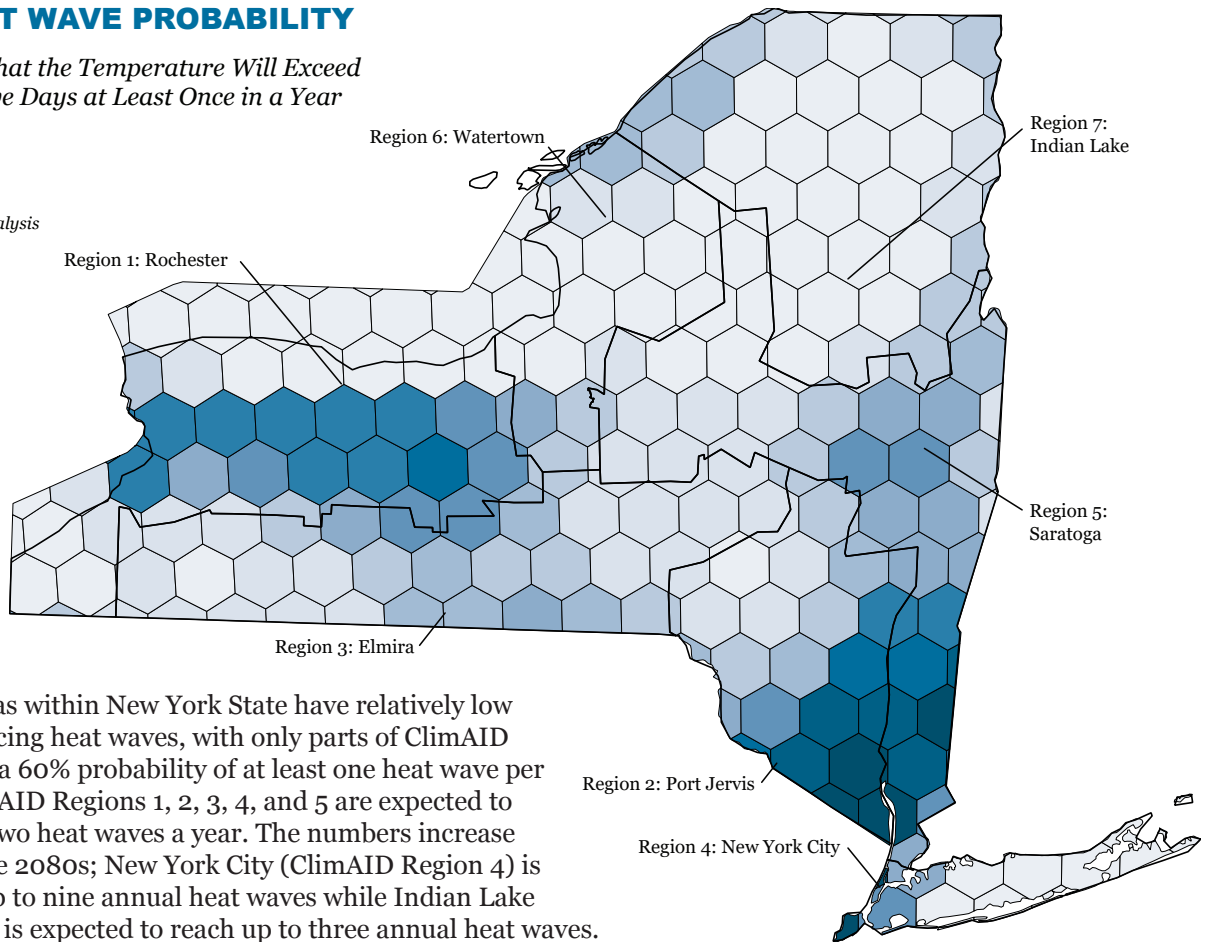 T WAVE PROBABILITY
hat the Temperature Will Exceed
e Days at Least Once in a Year
Region 6: Watertown
Region 7:
Indian Lake
alysis
Region 1: Rochester
Region 5:
Saratoga
Region 3: Elmira
as within New York State have relatively low
cing heat waves, with only parts of ClimAID
a 60% probability of at least one heat wave per
AID Regions 1, 2, 3, 4, and 5 are expected to
wo heat waves a year. The numbers increase
e 2080s; New York City (ClimAID Region 4) is
to nine annual heat waves while Indian Lake
is expected to reach up to three annual heat waves.
Region 2: Port Jervis
Region 4: New York City